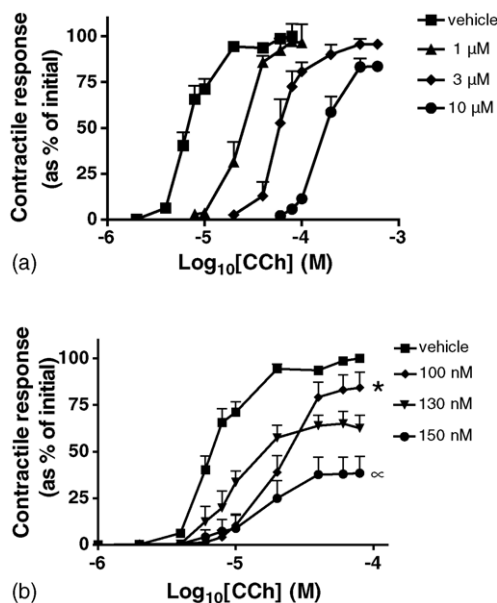 100
75
50
25
0
Contractile response
(as % of initial)
-6
-5
-4
-3
Log10[CCh] (M)
vehicle
1 µM
3 µM
10 µM
(a)
100
75
50
25
0
Contractile response
(as % of initial)
*
∝
-6
-5
-4
Log10[CCh] (M)
vehicle
100 nM
130 nM
150 nM
(b)